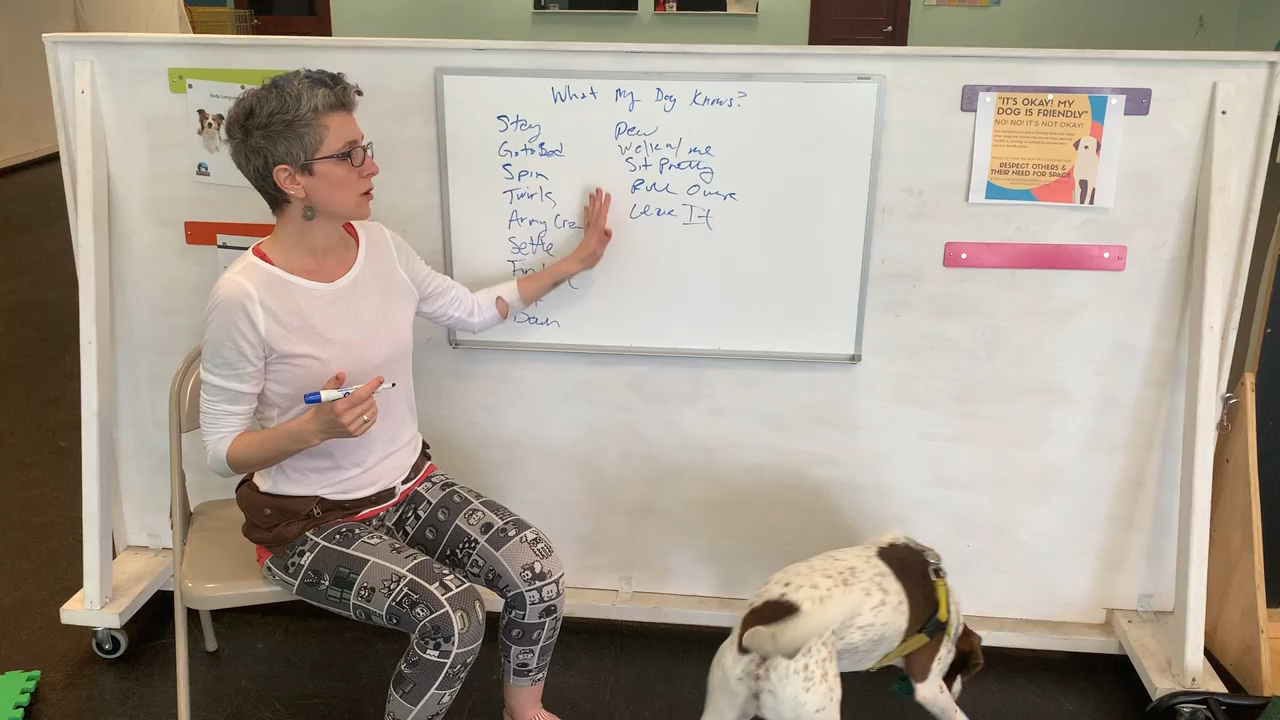 What My Dog Knows?
Stay
Go to Bed
Spin
Twirls
Army
Settle
Down
Paw
Walk w/ me
Sit Pretty
Roll Over
Leave It
Body
"IT'S OKAY! MY
DOG IS FRIENDLY"
NO! NO! IT'S NOT OKAY!
RESPECT OTHERS &
THEIR NEED FOR SPACE